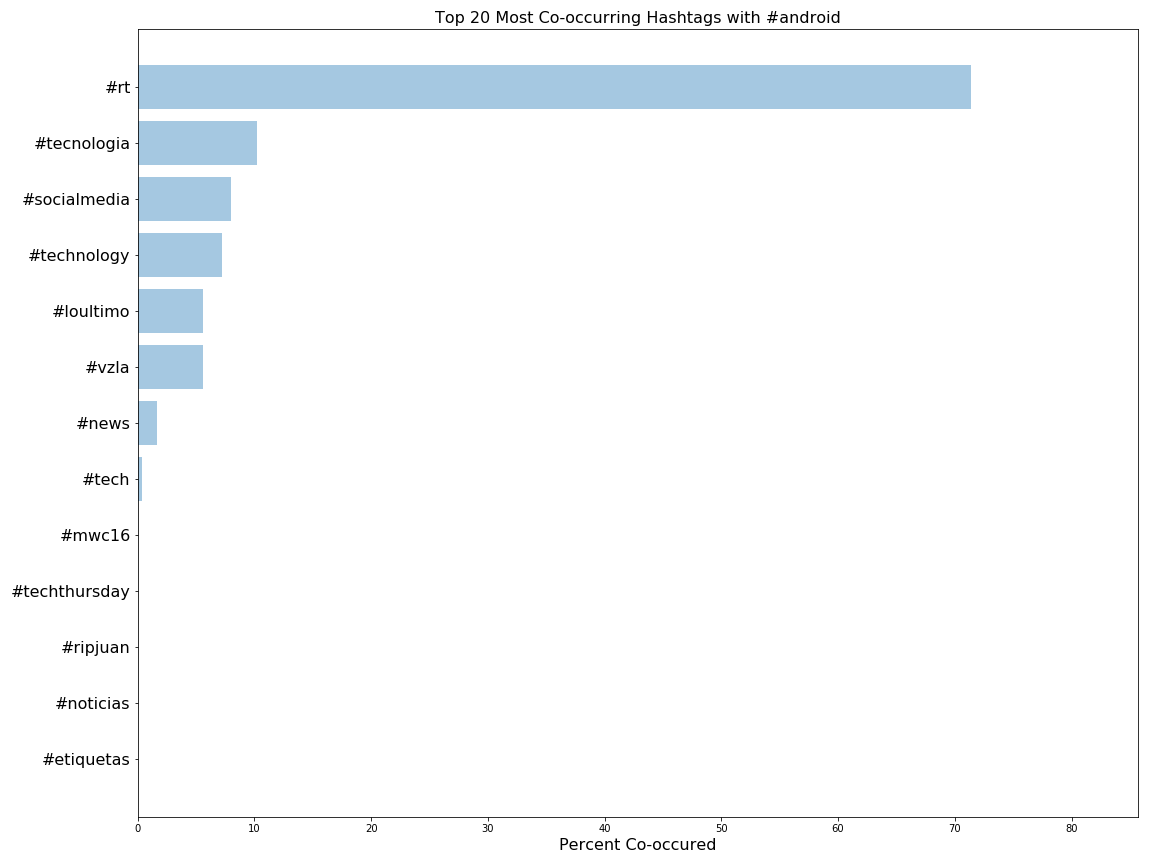 Top 20 Most Co-occurring Hashtags with #android
#rt
#tecnologia
#socialmedia
#technology
#loultimo
#vzla
#news
#tech
#mwc16
#techthursday
#ripjuan
#noticias
#etiquetas
0 10 20 30 40 50 60 70 80
Percent Co-occured